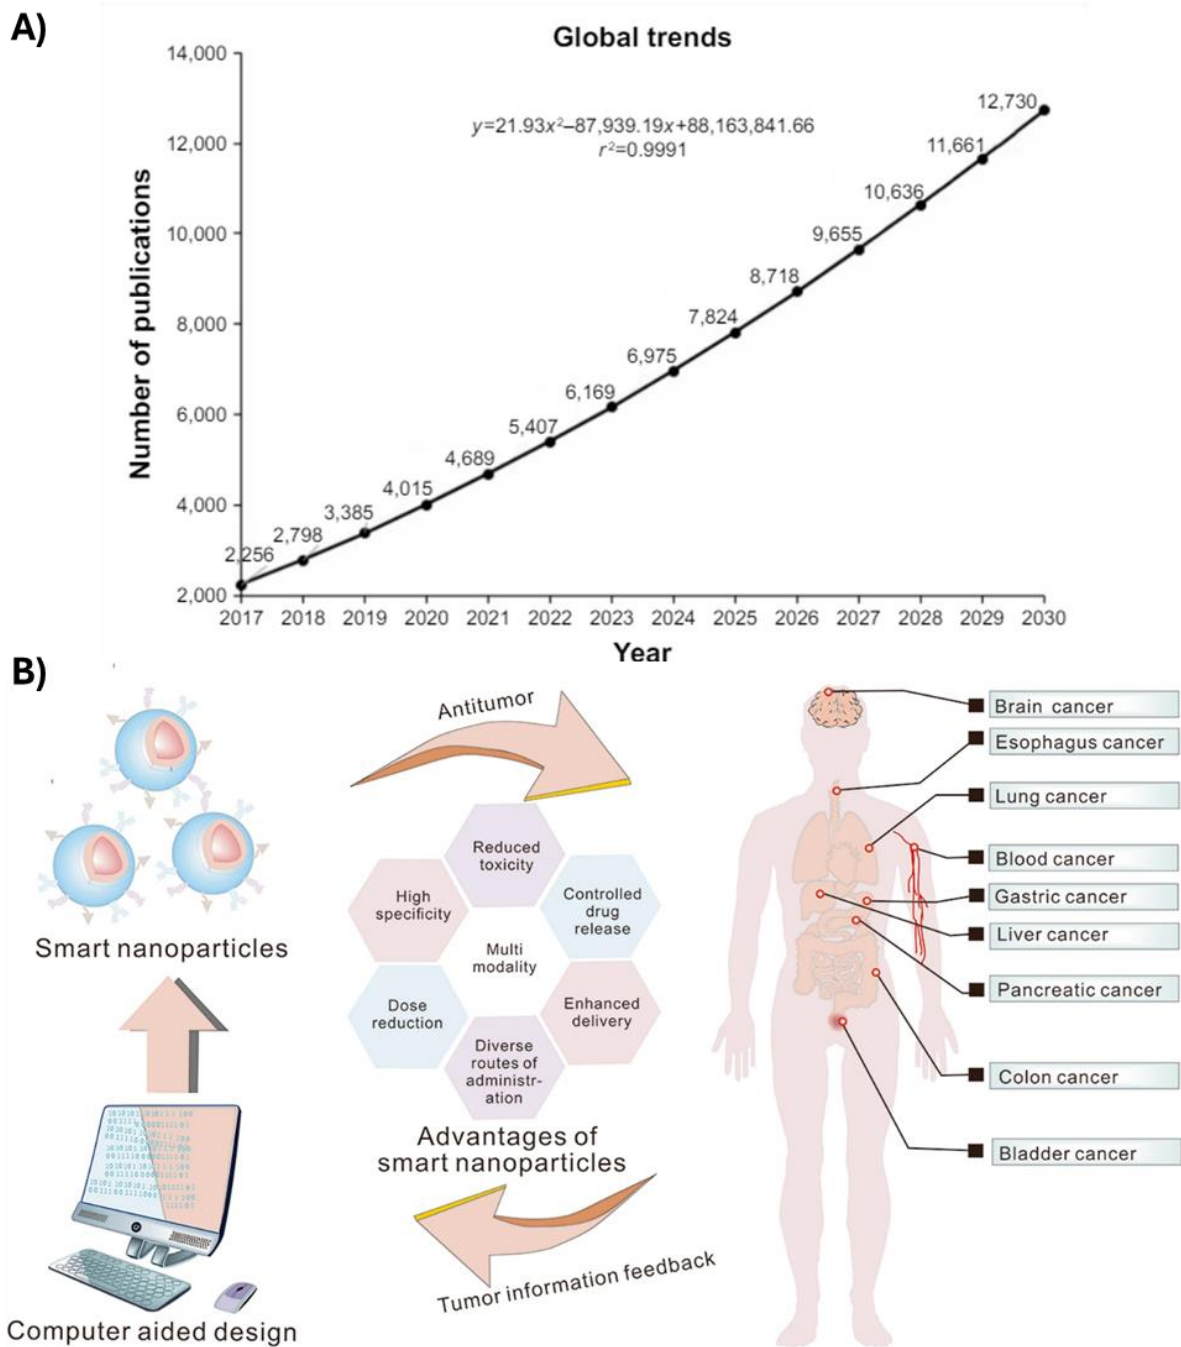 A)
Global trends
y=21.93x²–87,939.19x+88,163,841.66
r²=0.9991
Number of publications
14,000
12,000
10,000
8,000
6,000
4,000
2,000
2,256
2,798
3,385
4,015
4,689
5,407
6,169
6,975
7,824
8,718
9,655
10,636
11,661
12,730
2017 2018 2019 2020 2021 2022 2023 2024 2025 2026 2027 2028 2029 2030
Year
B)
Smart nanoparticles
Computer aided design
Antitumor
Reduced
toxicity
High
specificity
Controlled
drug
release
Multi
modality
Dose
reduction
Enhanced
delivery
Diverse
routes of
administr-
ation
Advantages of
smart nanoparticles
Tumor information feedback
Brain cancer
Esophagus cancer
Lung cancer
Blood cancer
Gastric cancer
Liver cancer
Pancreatic cancer
Colon cancer
Bladder cancer